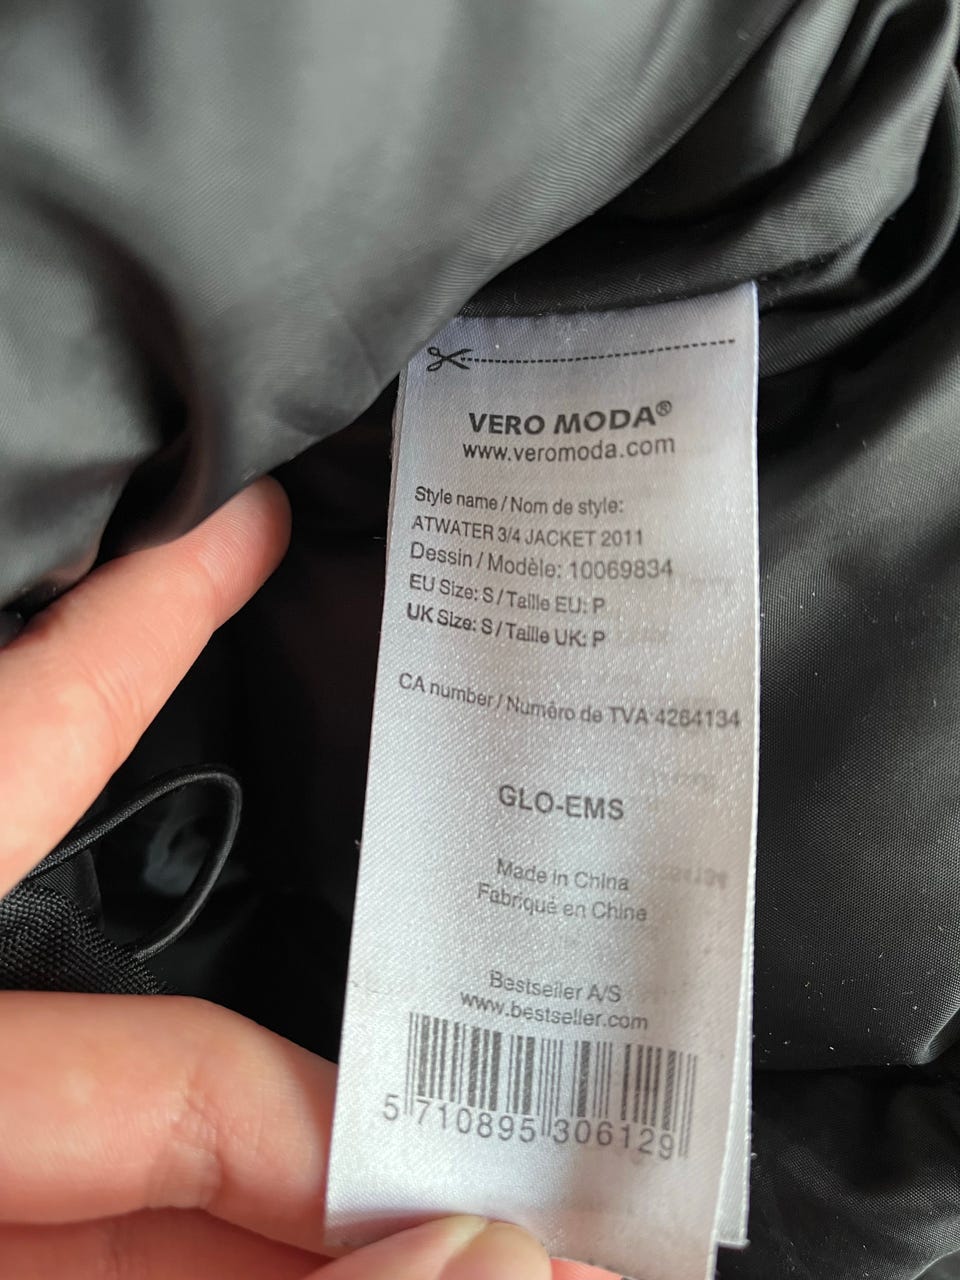 VERO MODA®
www.veromoda.com
Style name / Nom de style:
ATWATER 3/4 JACKET 2011
Dessin / Modèle: 10069834
EU Size: S / Taille EU: P
UK Size: S / Taille UK: P
CA number / Numéro de TVA 4264134
GLO-EMS
Made in China
Fabriqué en Chine
Bestseller A/S
www.bestseller.com
5 710895 306129